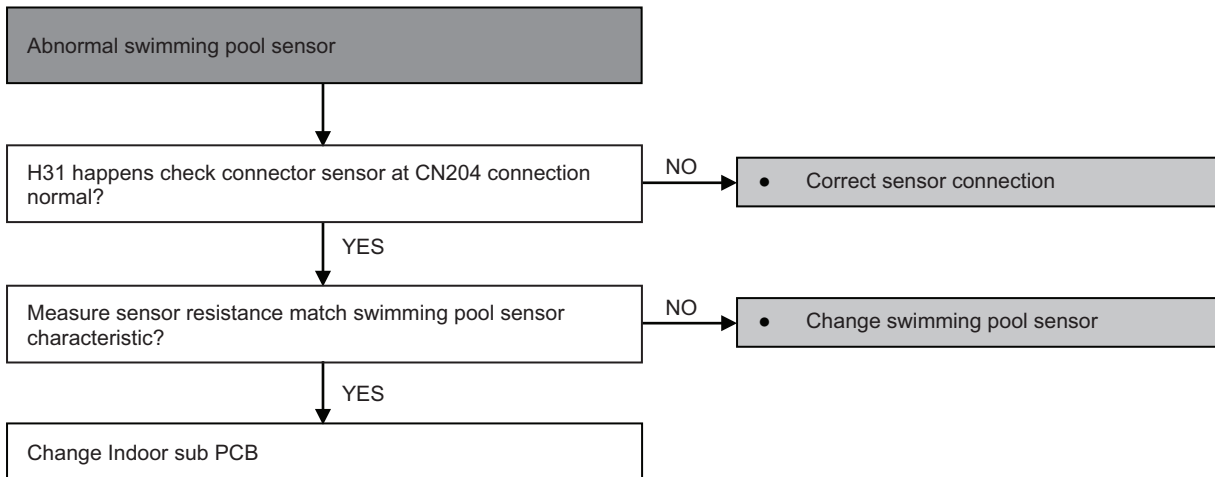 Abnormal swimming pool sensor
H31 happens check connector sensor at CN204 connection
normal?
NO
• Correct sensor connection
YES
Measure sensor resistance match swimming pool sensor
characteristic?
NO
• Change swimming pool sensor
YES
Change Indoor sub PCB